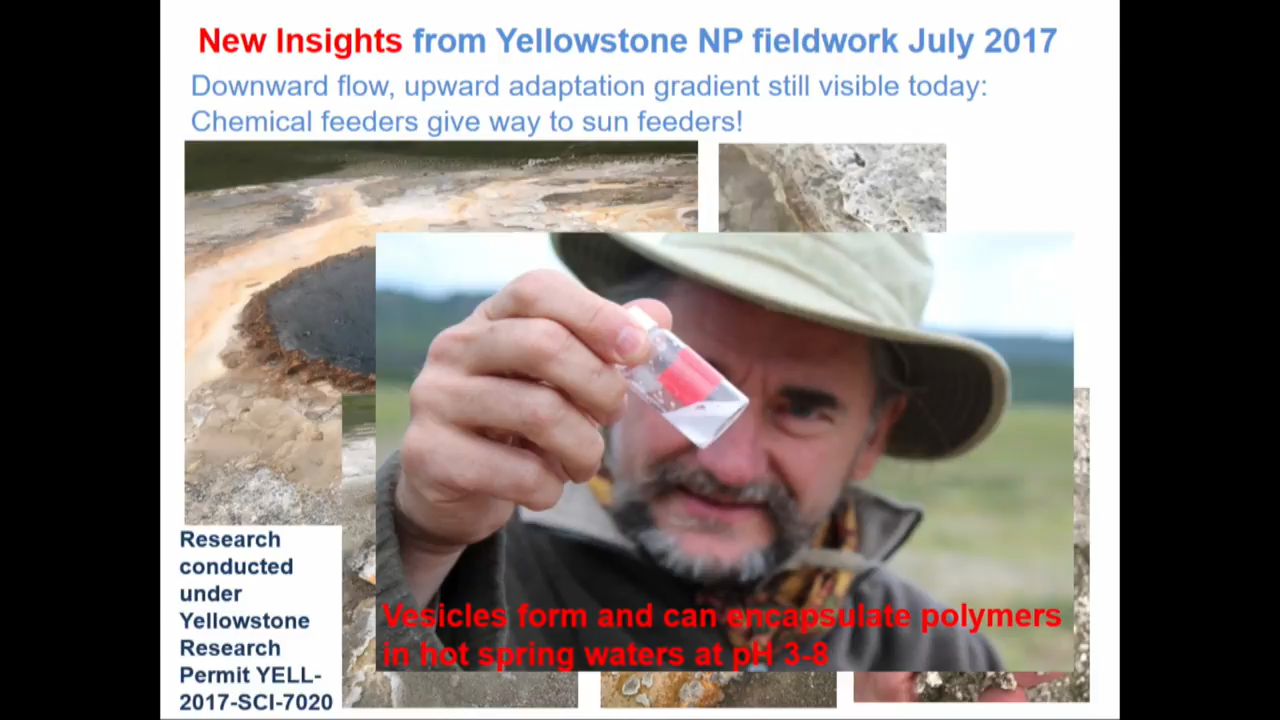 New Insights from Yellowstone NP fieldwork July 2017
Downward flow, upward adaptation gradient still visible today:
Chemical feeders give way to sun feeders!
Research
conducted
under
Yellowstone
Research
Permit YELL-
2017-SCI-7020
Vesicles form and can encapsulate polymers
in hot spring waters at pH 3-8